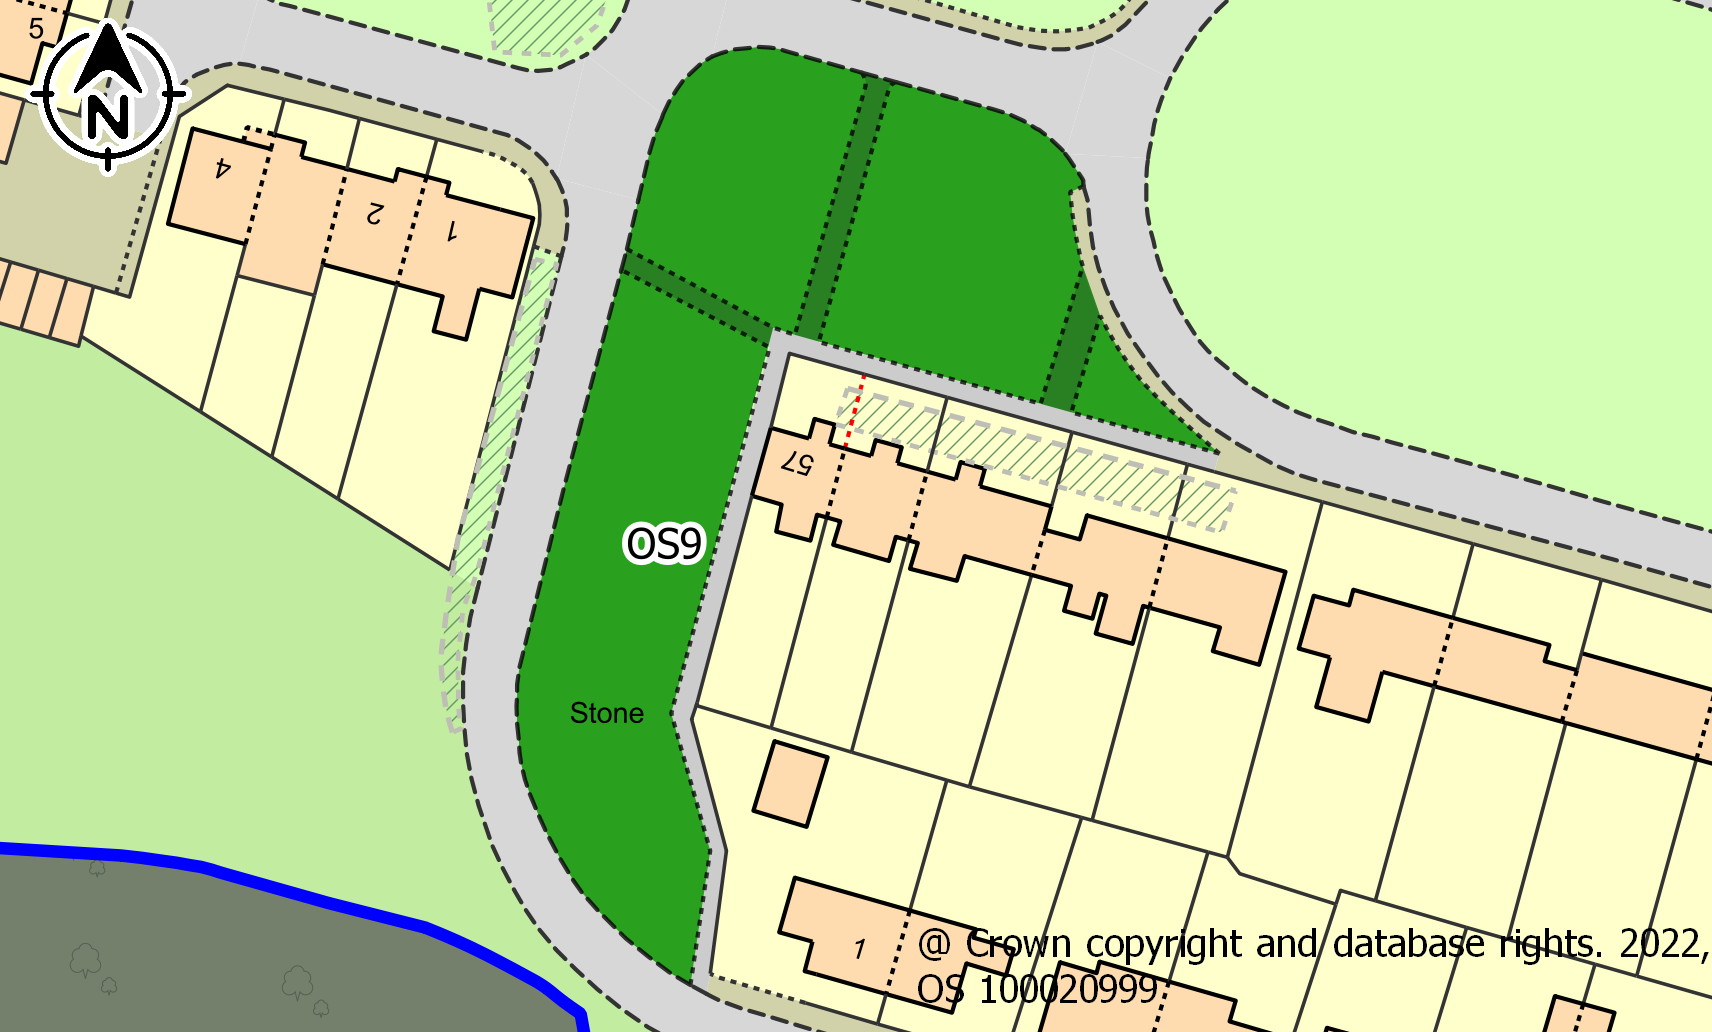 5
N
4
2
1
57
OS9
Stone
1
@ Crown copyright and database rights. 2022,
OS 100020999